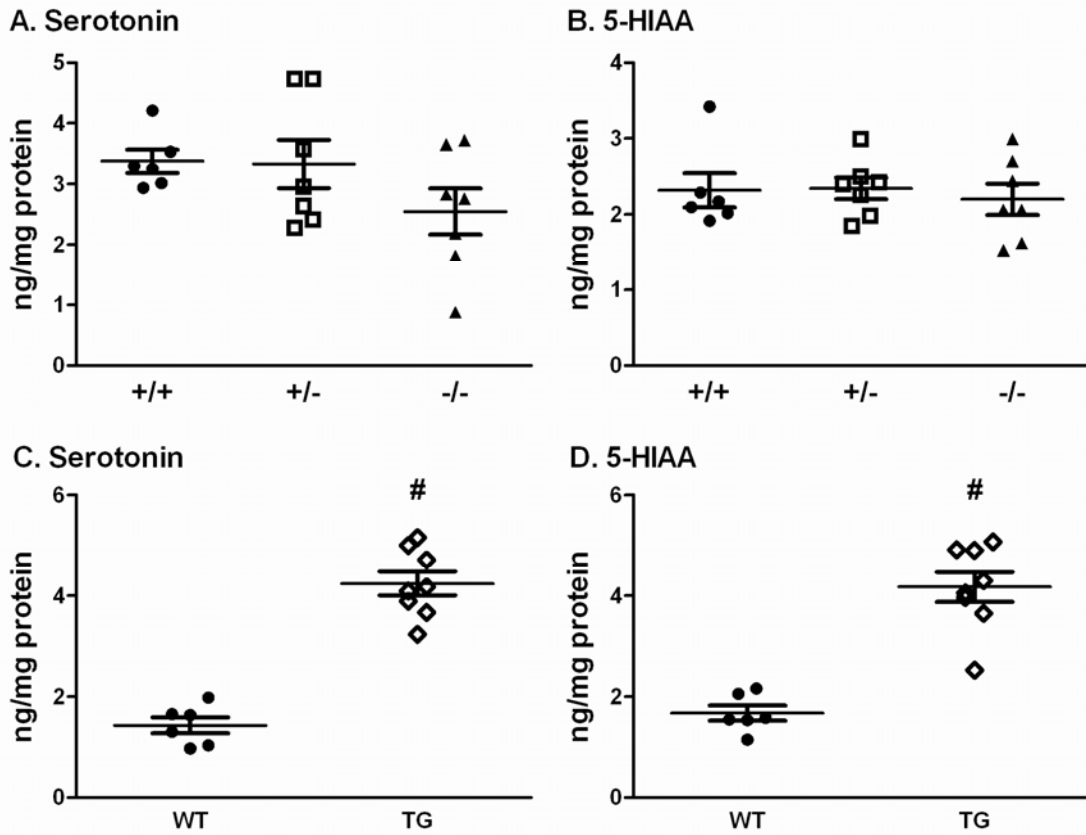 A. Serotonin
ng/mg protein
5
4
3
2
1
0
+/+ +/- -/-
B. 5-HIAA
ng/mg protein
4
3
2
1
0
+/+ +/- -/-
C. Serotonin
ng/mg protein
6
4
2
0
#
WT TG
D. 5-HIAA
ng/mg protein
6
4
2
0
#
WT TG